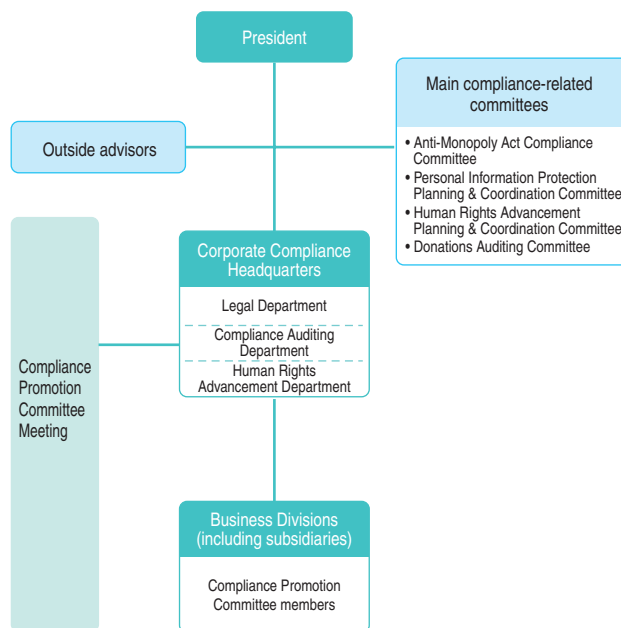 President
Main compliance-related
committees
• Anti-Monopoly Act Compliance
Committee
• Personal Information Protection
Planning & Coordination Committee
• Human Rights Advancement
Planning & Coordination Committee
• Donations Auditing Committee
Outside advisors
Corporate Compliance
Headquarters
Legal Department
Compliance Auditing
Department
Human Rights
Advancement Department
Compliance
Promotion
Committee
Meeting
Business Divisions
(including subsidiaries)
Compliance Promotion
Committee members